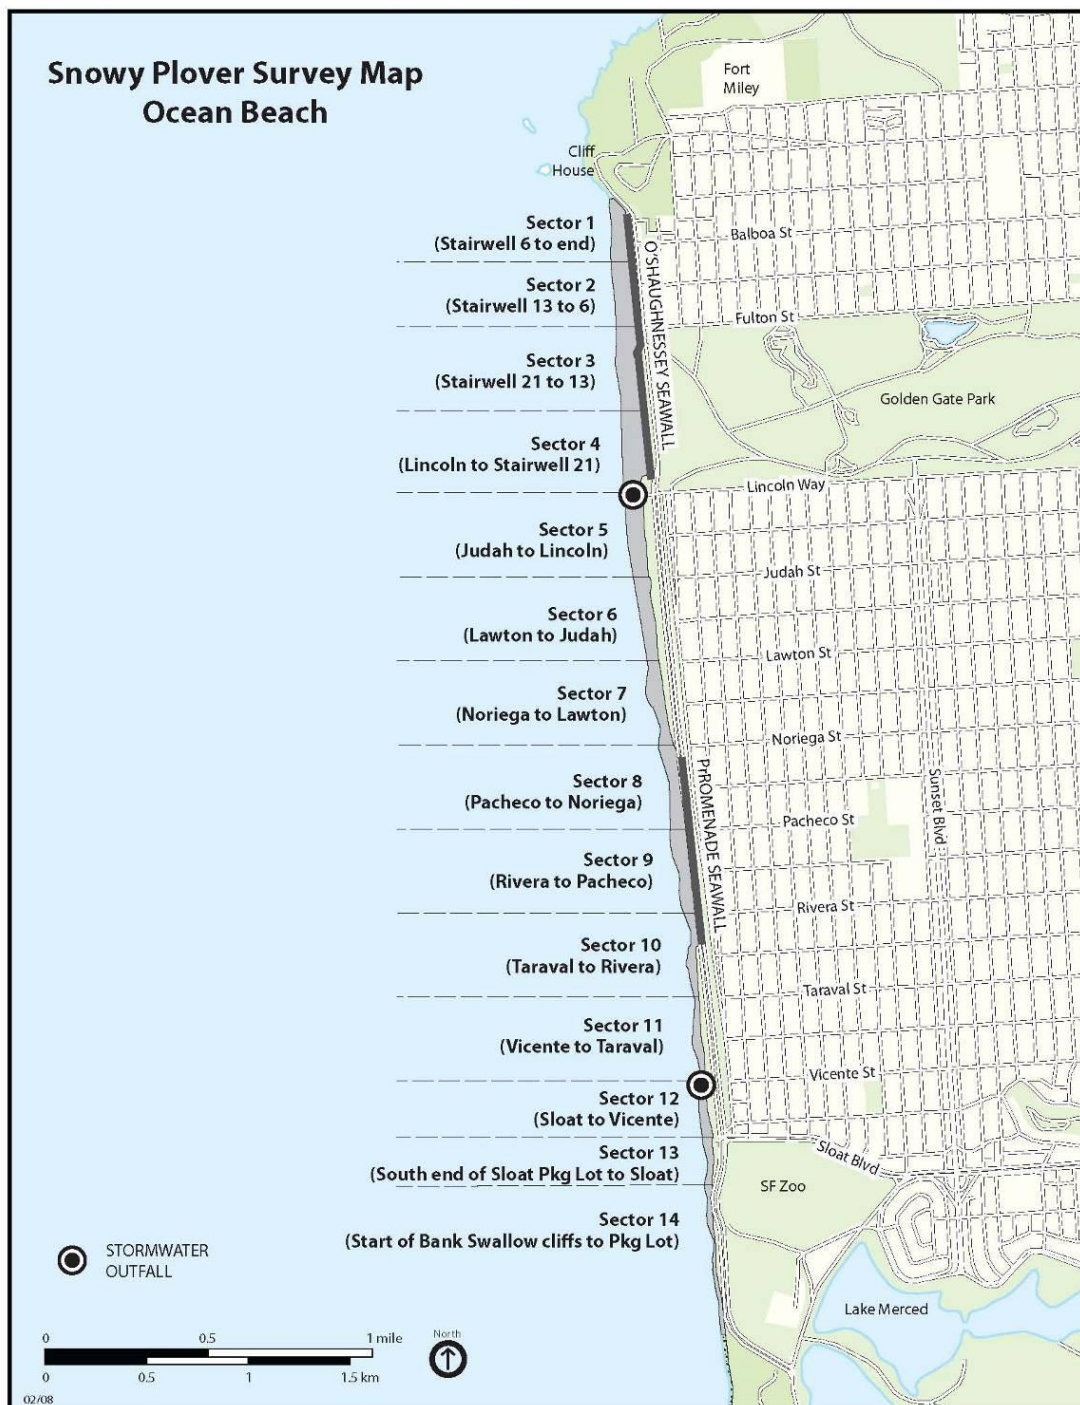 Snowy Plover Survey Map
Ocean Beach
Fort
Miley
Cliff
House
Sector 1
(Stairwell 6 to end)
Balboa St
O'SHAUGHNESSEY SEAWALL
Sector 2
(Stairwell 13 to 6)
Fulton St
Sector 3
(Stairwell 21 to 13)
Golden Gate Park
Sector 4
(Lincoln to Stairwell 21)
Lincoln Way
Sector 5
(Judah to Lincoln)
Judah St
Sector 6
(Lawton to Judah)
Lawton St
Sector 7
(Noriega to Lawton)
Noriega St
PrROMENADE SEAWALL
Sunset Blvd
Sector 8
(Pacheco to Noriega)
Pacheco St
Sector 9
(Rivera to Pacheco)
Rivera St
Sector 10
(Taraval to Rivera)
Taraval St
Sector 11
(Vicente to Taraval)
Vicente St
Sector 12
(Sloat to Vicente)
Sloat Blvd
Sector 13
(South end of Sloat Pkg Lot to Sloat)
SF Zoo
Sector 14
(Start of Bank Swallow cliffs to Pkg Lot)
STORMWATER
OUTFALL
Lake Merced
0 0.5 1 mile
0 0.5 1 1.5 km
North
02/08